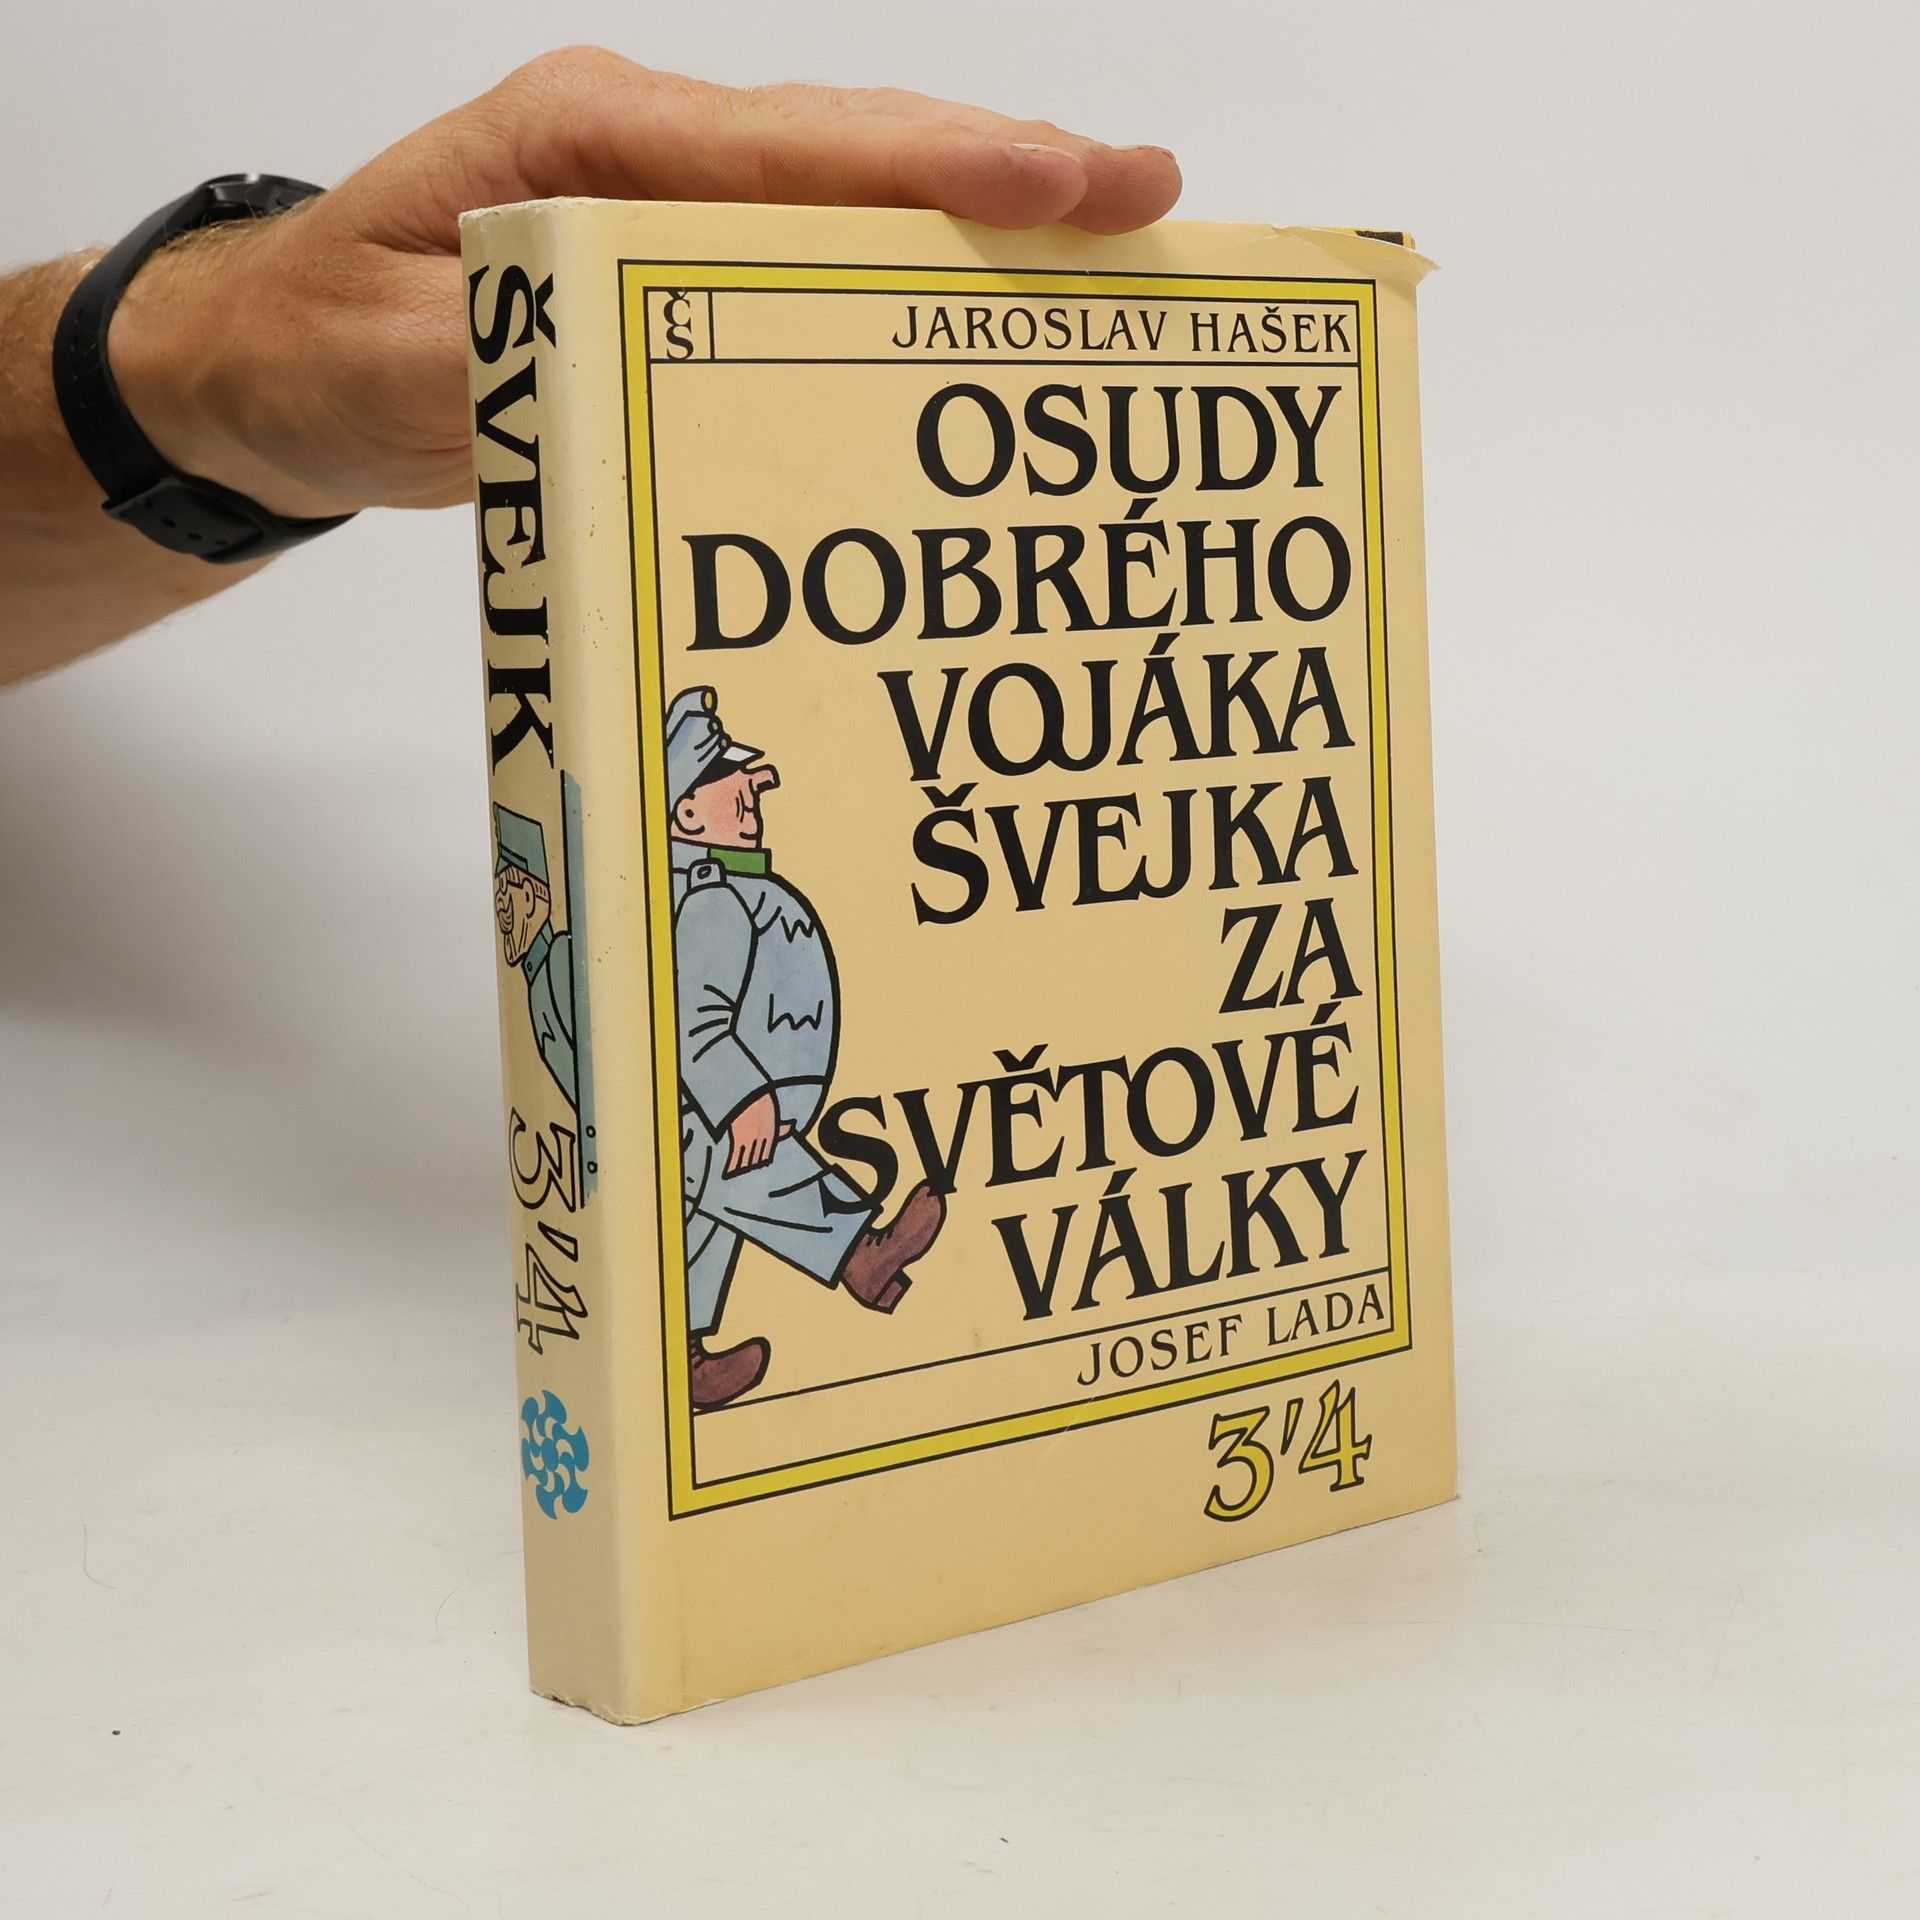 ŠVEJK 3'4
ČS
JAROSLAV HAŠEK
OSUDY
DOBRÉHO
VOJÁKA
ŠVEJKA
ZA
SVĚTOVÉ
VÁLKY
JOSEF LADA
3'4